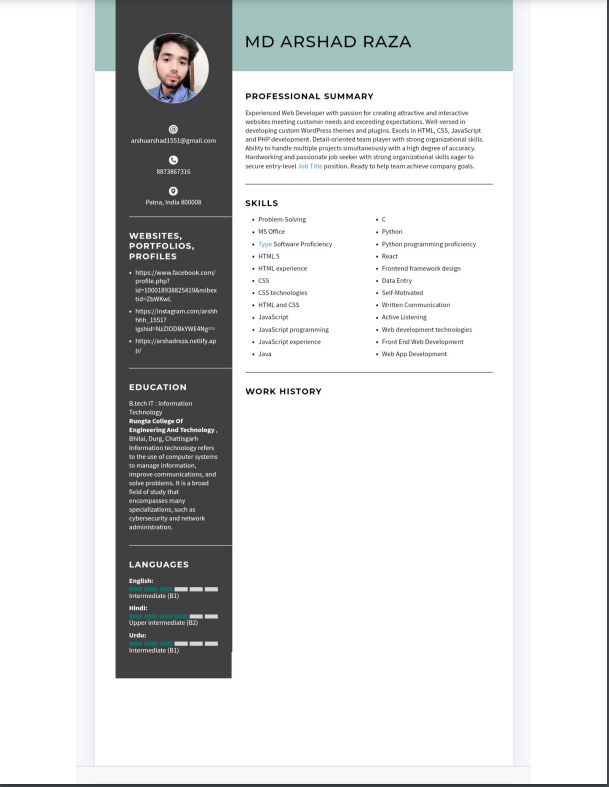 MD ARSHAD RAZA
arshuarshad1551@gmail.com
8873867316
Patna, India 800008
WEBSITES,
PORTFOLIOS,
PROFILES
• https://www.facebook.com/
profile.php?
id=100018938825419&mibex
tid=ZbWKwL
• https://instagram.com/arshh
hhh_1551?
igshid=NzZlODBkYWE4Ng==
• https://arshadreza.netlify.ap
p/
EDUCATION
B.tech IT : Information
Technology
Rungta College Of
Engineering And Technology ,
Bhilai, Durg, Chattisgarh
Information technology refers
to the use of computer systems
to manage information,
improve communications, and
solve problems. It is a broad
field of study that
encompasses many
specializations, such as
cybersecurity and network
administration.
LANGUAGES
English:
Intermediate (B1)
Hindi:
Upper intermediate (B2)
Urdu:
Intermediate (B1)
PROFESSIONAL SUMMARY
Experienced Web Developer with passion for creating attractive and interactive
websites meeting customer needs and exceeding expectations. Well-versed in
developing custom WordPress themes and plugins. Excels in HTML, CSS, JavaScript
and PHP development. Detail-oriented team player with strong organizational skills.
Ability to handle multiple projects simultaneously with a high degree of accuracy.
Hardworking and passionate job seeker with strong organizational skills eager to
secure entry-level Job Title position. Ready to help team achieve company goals.
SKILLS
• Problem-Solving
• MS Office
• Type Software Proficiency
• HTML 5
• HTML experience
• CSS
• CSS technologies
• HTML and CSS
• JavaScript
• JavaScript programming
• JavaScript experience
• Java
• C
• Python
• Python programming proficiency
• React
• Frontend framework design
• Data Entry
• Self-Motivated
• Written Communication
• Active Listening
• Web development technologies
• Front End Web Development
• Web App Development
WORK HISTORY